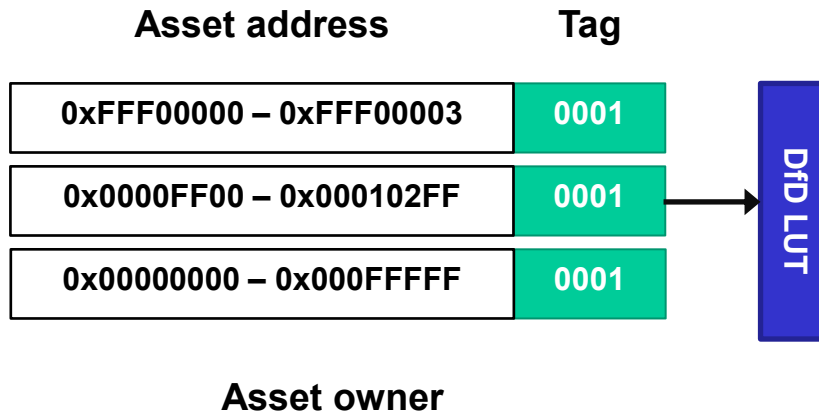 Asset address Tag
0xFFF00000 – 0xFFF00003 0001
0x0000FF00 – 0x000102FF 0001
0x00000000 – 0x000FFFFF 0001
DfD LUT
Asset owner